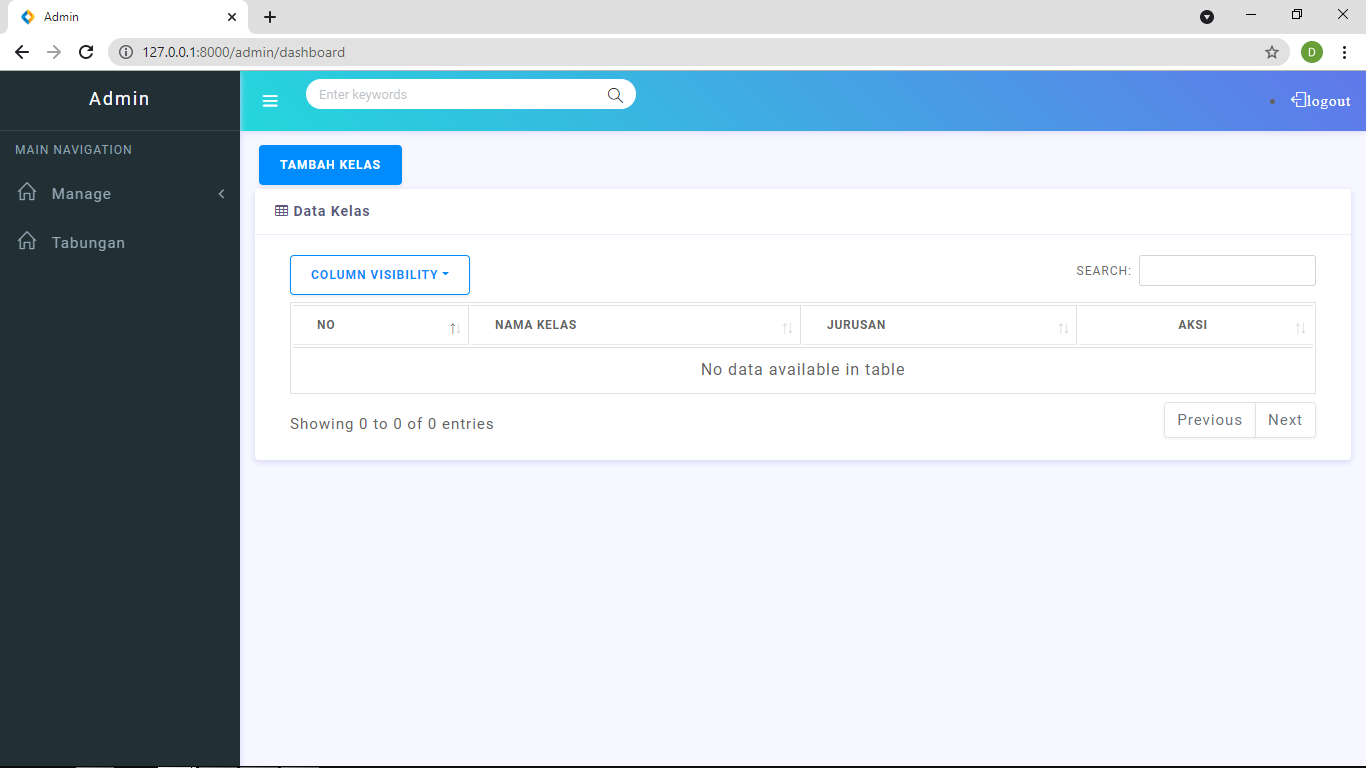 Admin
127.0.0.1:8000/admin/dashboard
D
Admin
Enter keywords
logout
MAIN NAVIGATION
Manage
Tabungan
TAMBAH KELAS
Data Kelas
COLUMN VISIBILITY
SEARCH:
NO NAMA KELAS JURUSAN AKSI
No data available in table
Showing 0 to 0 of 0 entries
Previous Next